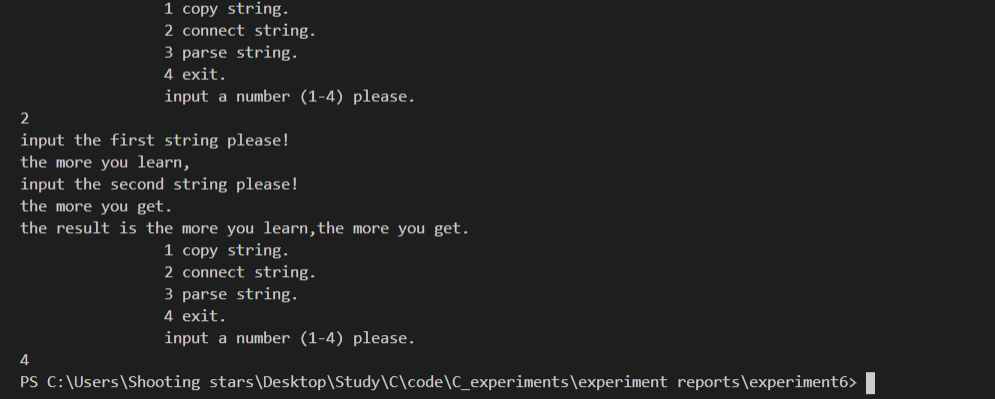 1 copy string.
2 connect string.
3 parse string.
4 exit.
input a number (1-4) please.
2
input the first string please!
the more you learn,
input the second string please!
the more you get.
the result is the more you learn,the more you get.
1 copy string.
2 connect string.
3 parse string.
4 exit.
input a number (1-4) please.
4
PS C:\Users\Shooting stars\Desktop\Study\C\code\C_experiments\experiment reports\experiment6>